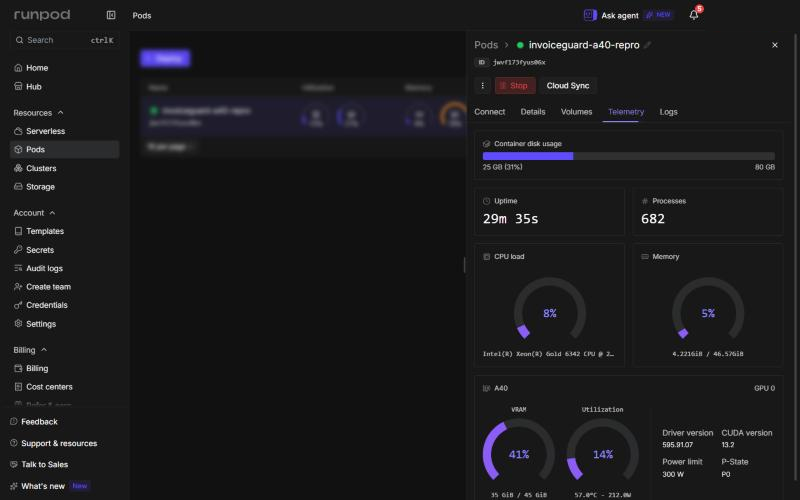 runpod
Pods
Ask agent
NEW
5
Search
ctrl K
Home
Hub
Resources
Serverless
Pods
Clusters
Storage
Account
Templates
Secrets
Audit logs
Create team
Credentials
Settings
Billing
Billing
Cost centers
Feedback
Support & resources
Talk to Sales
What's new
New
Pods > invoiceguard-a40-repro
ID jwvf173fyus06x
Stop
Cloud Sync
Connect Details Volumes Telemetry Logs
Container disk usage
25 GB (31%) 80 GB
Uptime
29m 35s
Processes
682
CPU load
8%
Intel(R) Xeon(R) Gold 6342 CPU @ 2…
Memory
5%
4.221GiB / 46.57GiB
A40
GPU 0
VRAM
41%
35 GiB / 45 GiB
Utilization
14%
57.0°C - 212.0W
Driver version CUDA version
595.91.07 13.2
Power limit P-State
300 W P0